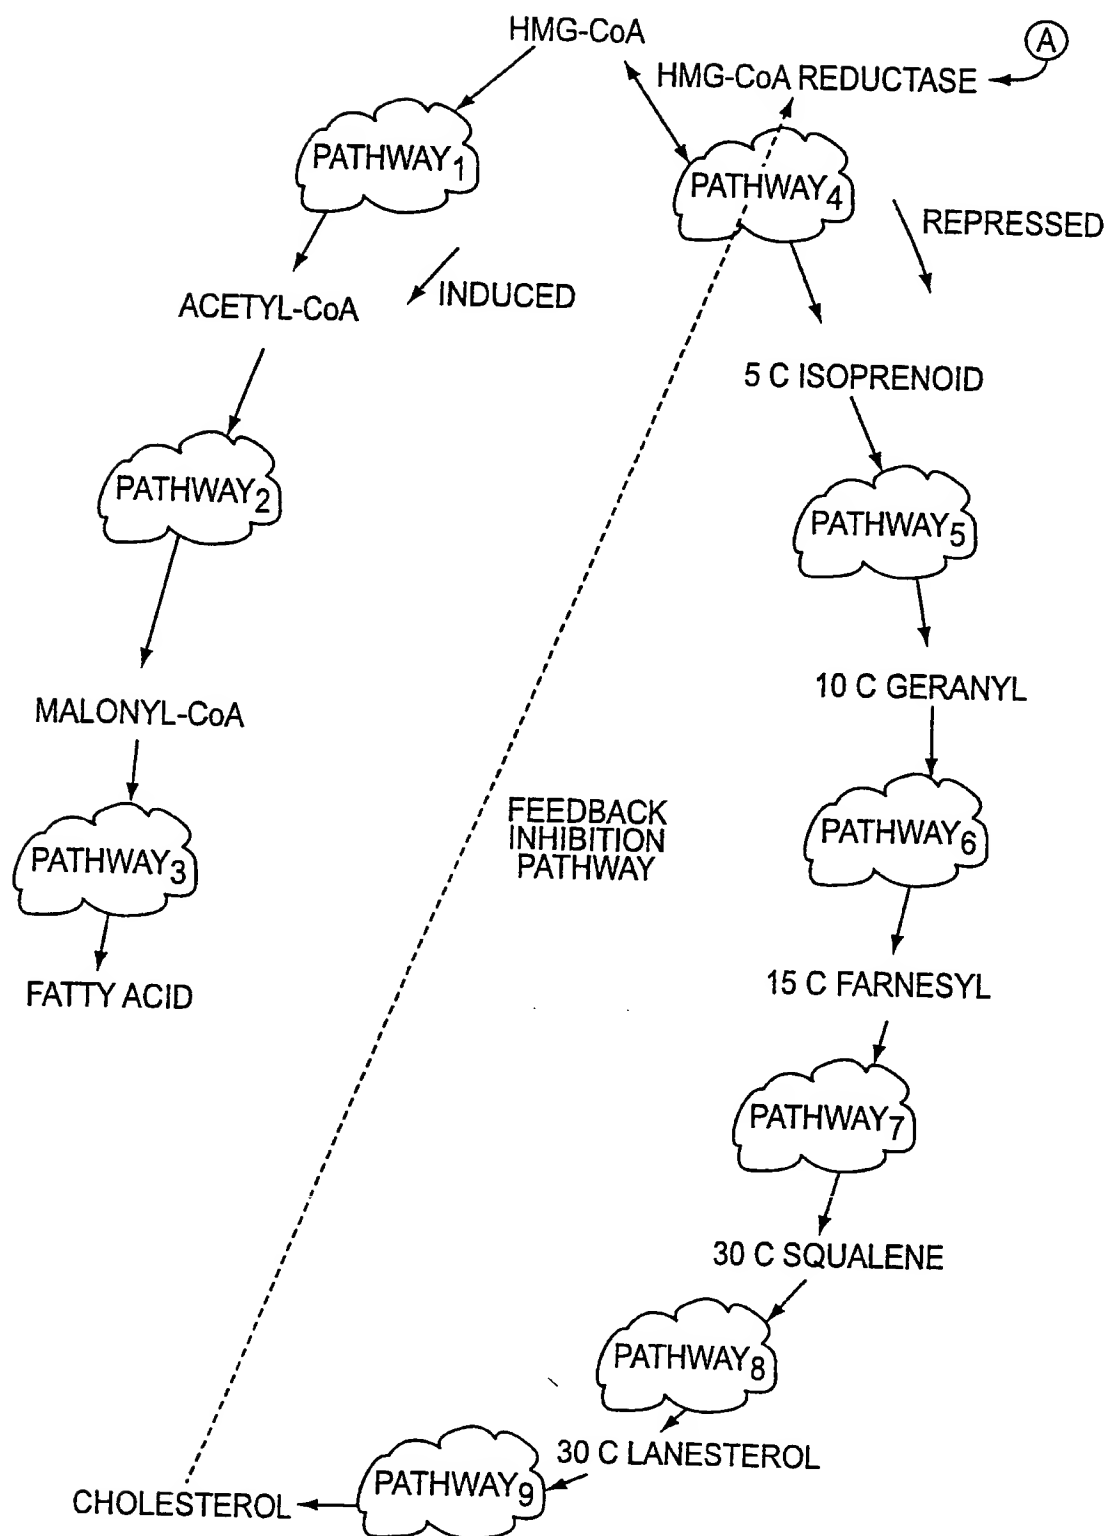 HMG-CoA
A
HMG-CoA REDUCTASE
PATHWAY1
PATHWAY4
REPRESSED
INDUCED
ACETYL-CoA
5 C ISOPRENOID
PATHWAY2
PATHWAY5
10 C GERANYL
MALONYL-CoA
FEEDBACK
INHIBITION
PATHWAY
PATHWAY6
PATHWAY3
15 C FARNESYL
FATTY ACID
PATHWAY7
30 C SQUALENE
PATHWAY8
30 C LANESTEROL
PATHWAY9
CHOLESTEROL